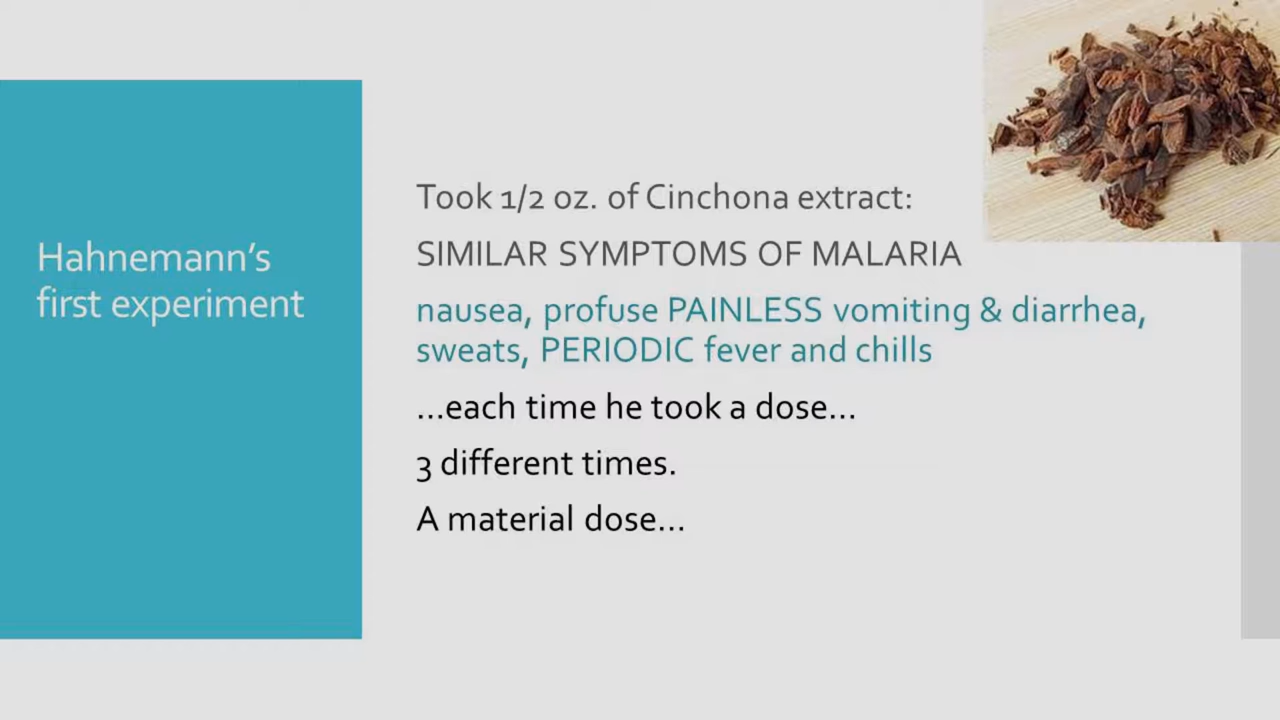 Hahnemann's
first experiment
Took 1/2 oz. of Cinchona extract:
SIMILAR SYMPTOMS OF MALARIA
nausea, profuse PAINLESS vomiting & diarrhea,
sweats, PERIODIC fever and chills
...each time he took a dose...
3 different times.
A material dose...